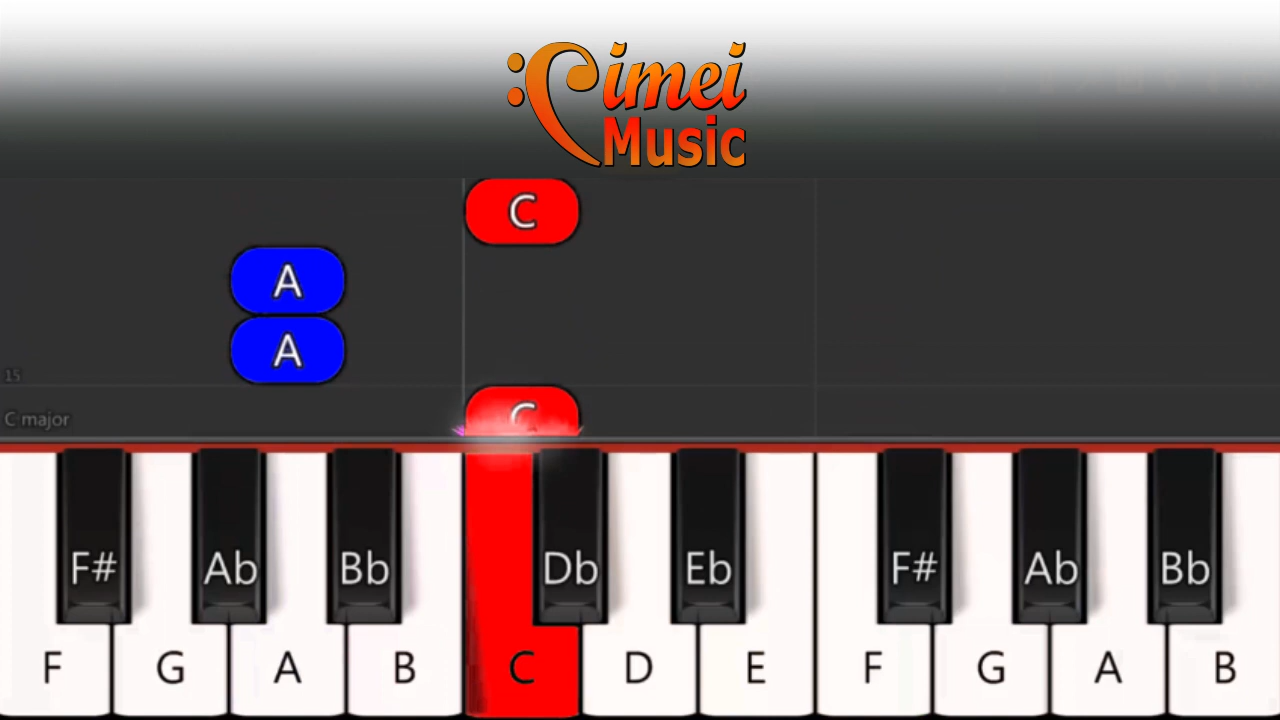 Cimei
Music
C
A
A
15
C
C major
F# Ab Bb Db Eb F# Ab Bb
F G A B C D E F G A B